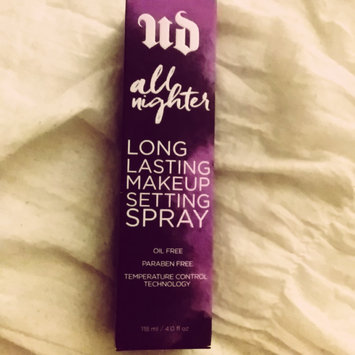 UD
all
nighter
LONG
LASTING
MAKEUP
SETTING
SPRAY
OIL FREE
PARABEN FREE
TEMPERATURE CONTROL
TECHNOLOGY
118 ml / 4.0 fl oz